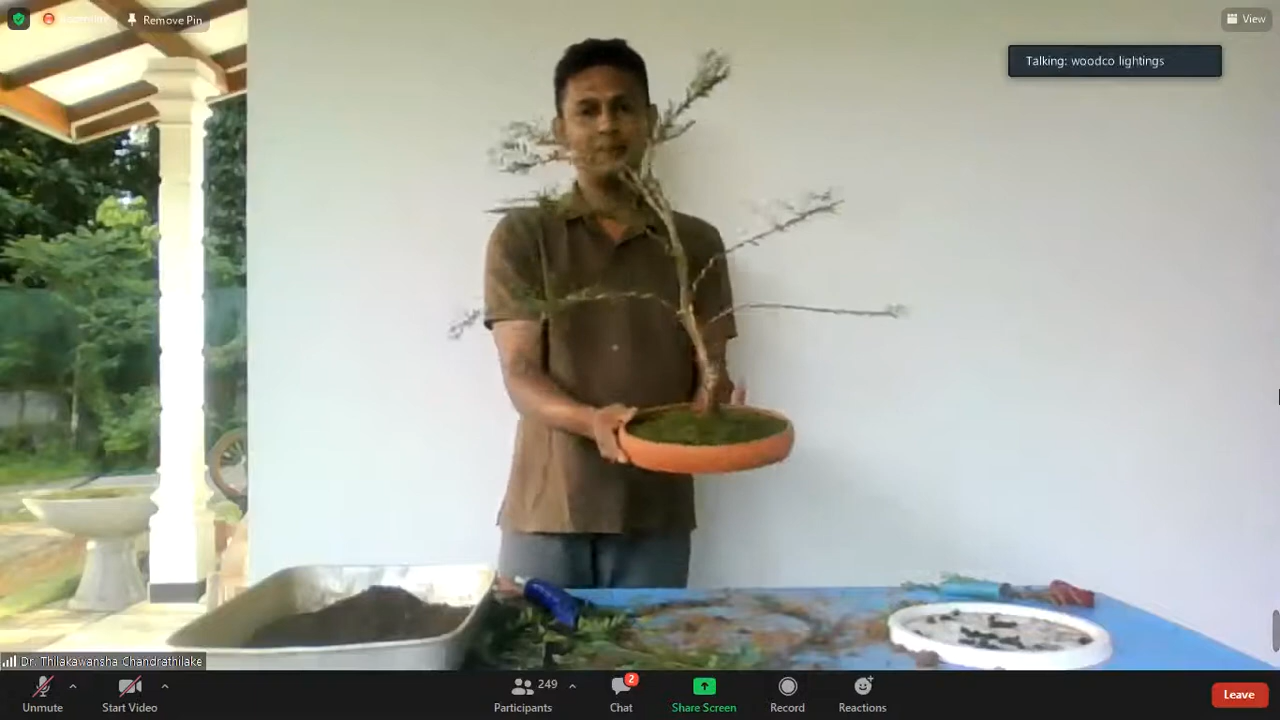 Remove Pin
View
Talking: woodco lightings
Dr. Thilakawansha Chandrathilake
Unmute
Start Video
249
Participants
2
Chat
Share Screen
Record
Reactions
Leave